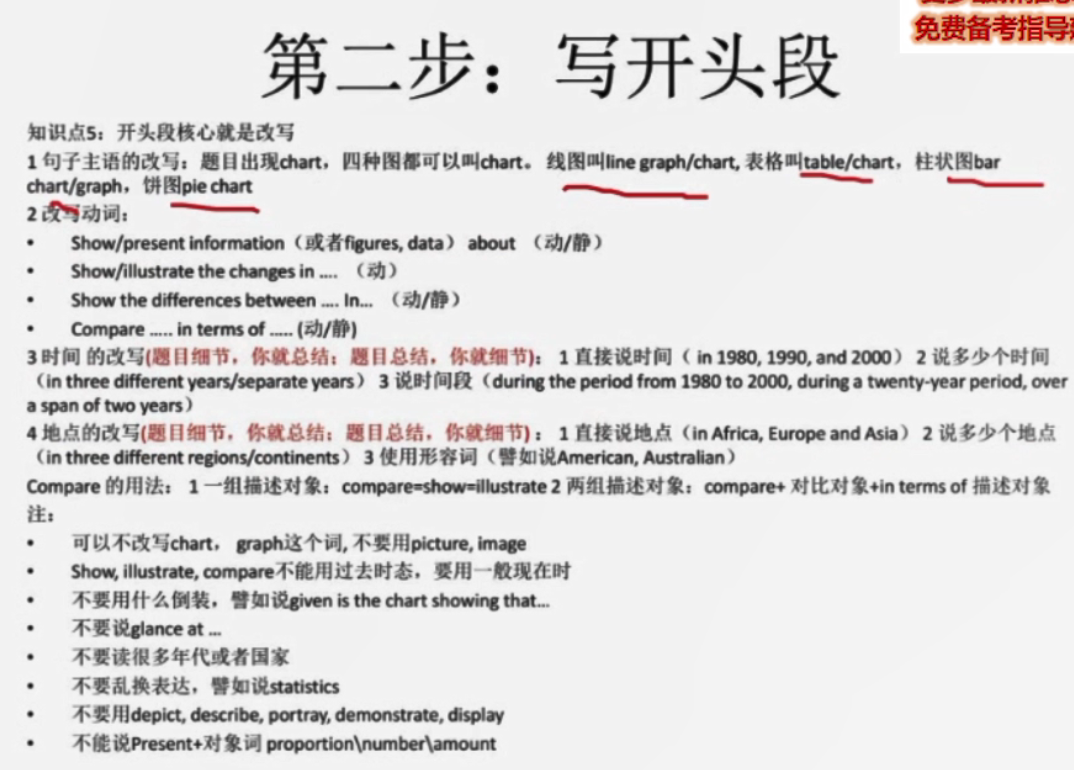 免费备考指导
第二步：写开头段
知识点5：开头段核心就是改写
1 句子主语的改写：题目出现chart，四种图都可以叫chart。 线图叫line graph/chart, 表格叫table/chart，柱状图bar
chart/graph，饼图pie chart
2 改写动词：
• Show/present information（或者figures, data） about （动/静）
• Show/illustrate the changes in .... （动）
• Show the differences between .... In... （动/静）
• Compare ..... in terms of ..... (动/静)
3 时间 的改写(题目细节，你就总结；题目总结，你就细节)： 1 直接说时间（ in 1980, 1990, and 2000） 2 说多少个时间
（in three different years/separate years） 3 说时间段（during the period from 1980 to 2000, during a twenty-year period, over
a span of two years）
4 地点的改写(题目细节，你就总结；题目总结，你就细节)： 1 直接说地点（in Africa, Europe and Asia） 2 说多少个地点
（in three different regions/continents） 3 使用形容词（譬如说American, Australian）
Compare 的用法： 1 一组描述对象：compare=show=illustrate 2 两组描述对象：compare+ 对比对象+in terms of 描述对象
注：
• 可以不改写chart， graph这个词, 不要用picture, image
• Show, illustrate, compare不能用过去时态，要用一般现在时
• 不要用什么倒装，譬如说given is the chart showing that...
• 不要说glance at ...
• 不要读很多年代或者国家
• 不要乱换表达，譬如说statistics
• 不要用depict, describe, portray, demonstrate, display
• 不能说Present+对象词 proportion\number\amount